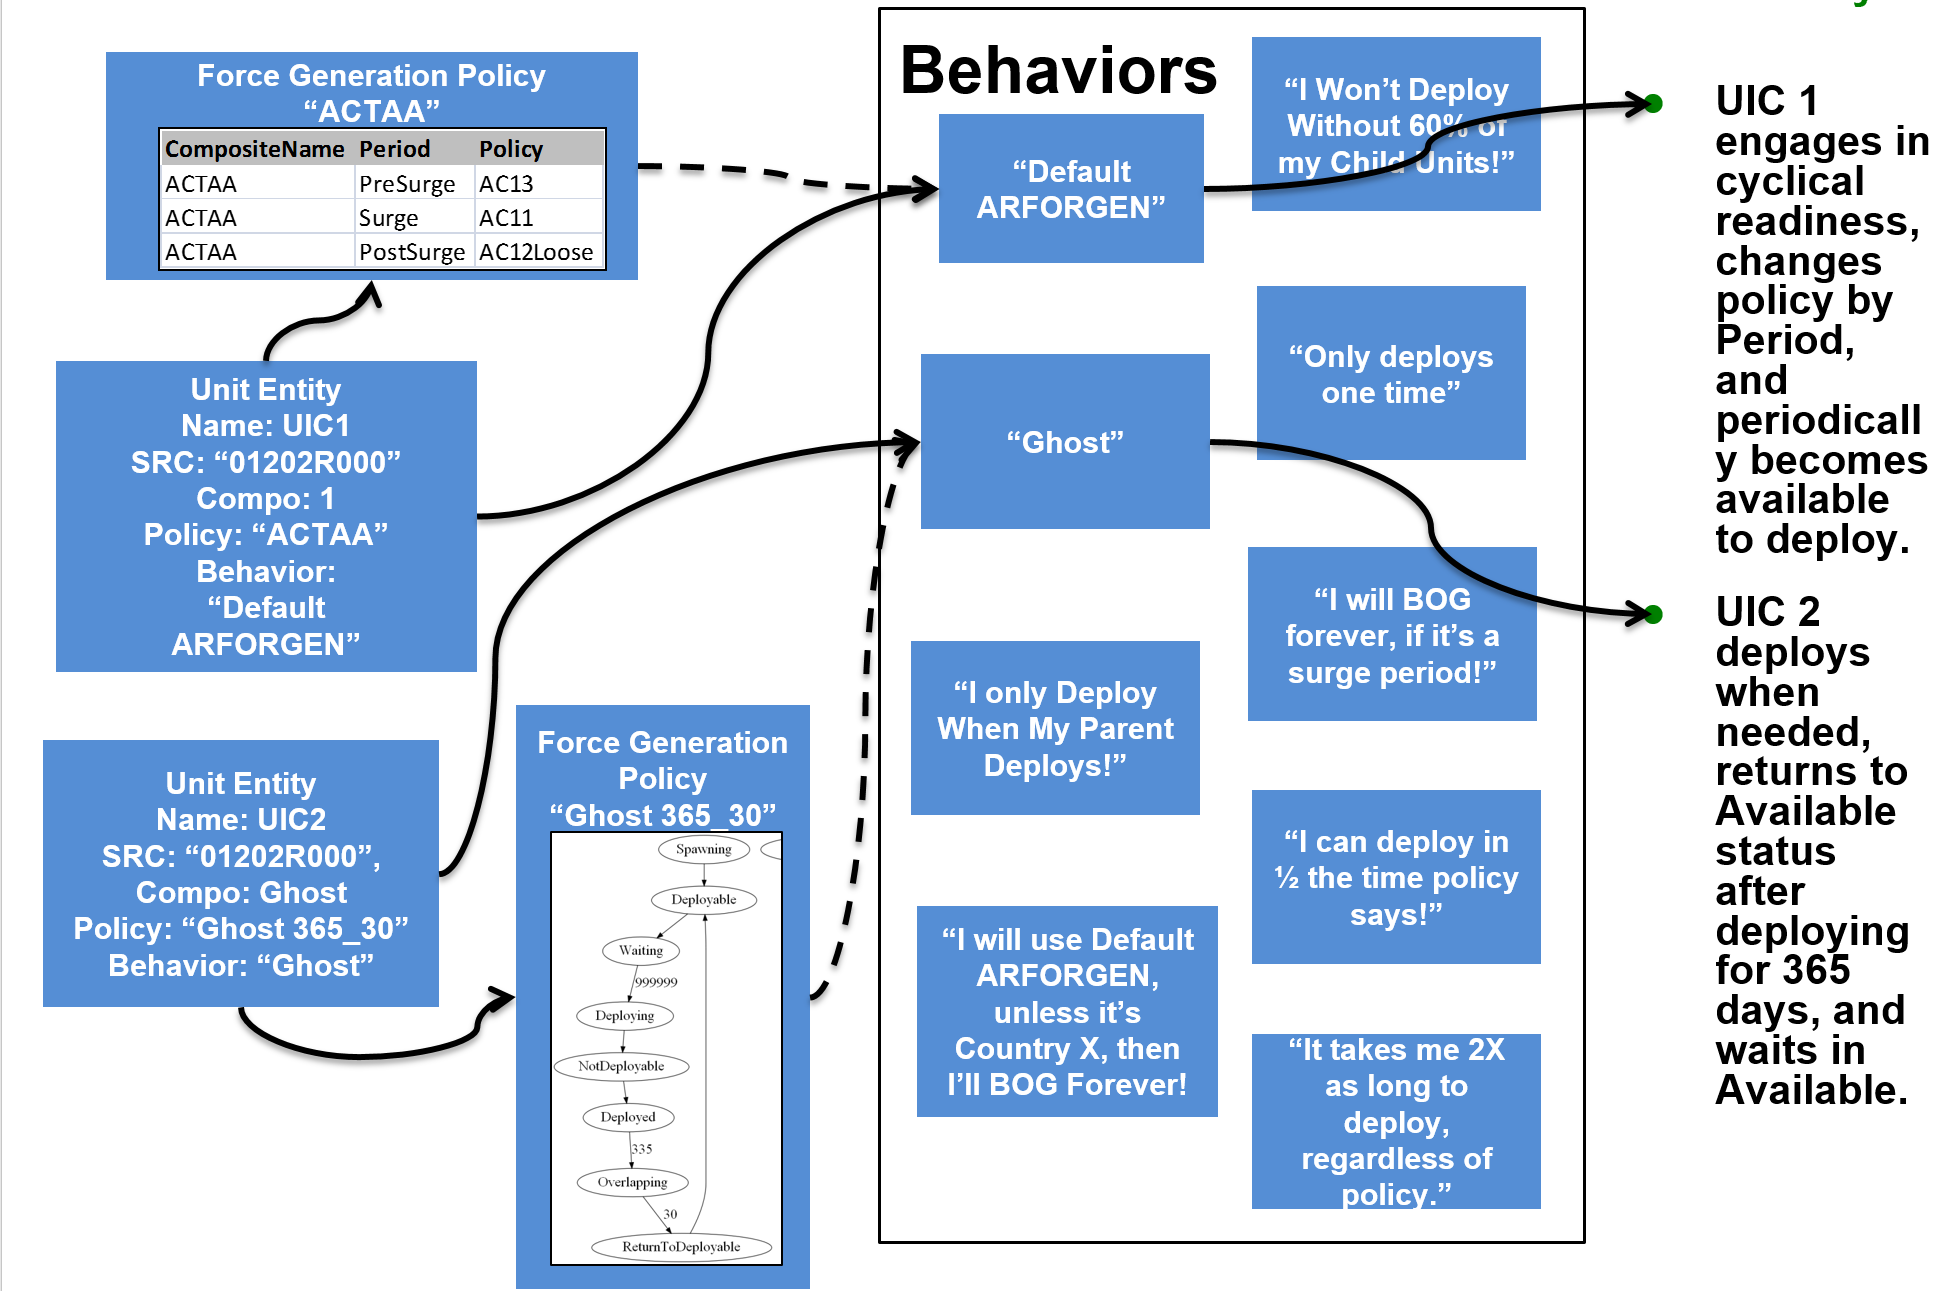 Force Generation Policy
“ACTAA”
CompositeName Period Policy
ACTAA PreSurge AC13
ACTAA Surge AC11
ACTAA PostSurge AC12Loose
Unit Entity
Name: UIC1
SRC: “01202R000”
Compo: 1
Policy: “ACTAA”
Behavior:
“Default
ARFORGEN”
Unit Entity
Name: UIC2
SRC: “01202R000”,
Compo: Ghost
Policy: “Ghost 365_30”
Behavior: “Ghost”
Force Generation
Policy
“Ghost 365_30”
Spawning
Deployable
Waiting
999999
Deploying
NotDeployable
Deployed
335
Overlapping
30
ReturnToDeployable
Behaviors
“Default
ARFORGEN”
“I Won’t Deploy
Without 60% of
my Child Units!”
“Only deploys
one time”
“Ghost”
“I will BOG
forever, if it’s a
surge period!”
“I only Deploy
When My Parent
Deploys!”
“I can deploy in
½ the time policy
says!”
“I will use Default
ARFORGEN,
unless it’s
Country X, then
I’ll BOG Forever!
“It takes me 2X
as long to
deploy,
regardless of
policy.”
UIC 1
engages in
cyclical
readiness,
changes
policy by
Period,
and
periodicall
y becomes
available
to deploy.
UIC 2
deploys
when
needed,
returns to
Available
status
after
deploying
for 365
days, and
waits in
Available.